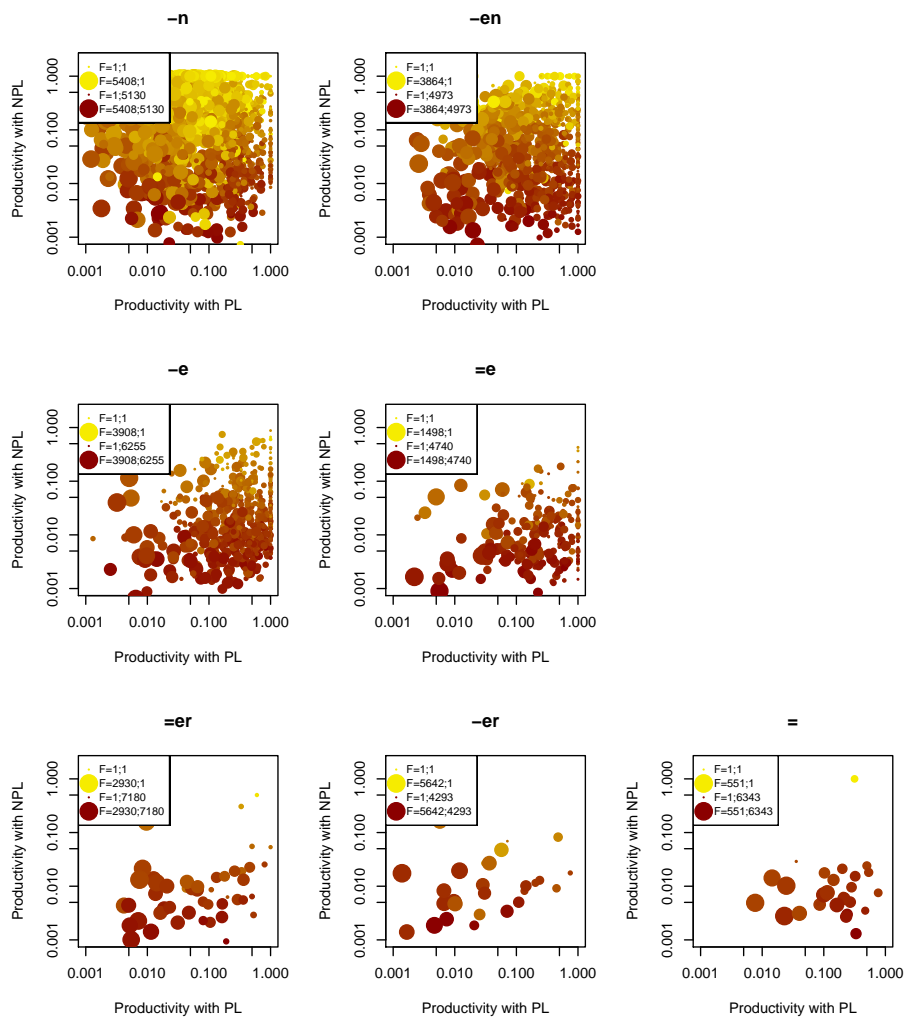 −n
F=1;1
F=5408;1
F=1;5130
F=5408;5130
Productivity with NPL
1.000
0.100
0.010
0.001
0.001 0.010 0.100 1.000
Productivity with PL
−en
F=1;1
F=3864;1
F=1;4973
F=3864;4973
Productivity with NPL
1.000
0.100
0.010
0.001
0.001 0.010 0.100 1.000
Productivity with PL
−e
F=1;1
F=3908;1
F=1;6255
F=3908;6255
Productivity with NPL
1.000
0.100
0.010
0.001
0.001 0.010 0.100 1.000
Productivity with PL
=e
F=1;1
F=1498;1
F=1;4740
F=1498;4740
Productivity with NPL
1.000
0.100
0.010
0.001
0.001 0.010 0.100 1.000
Productivity with PL
=er
F=1;1
F=2930;1
F=1;7180
F=2930;7180
Productivity with NPL
1.000
0.100
0.010
0.001
0.001 0.010 0.100 1.000
Productivity with PL
−er
F=1;1
F=5642;1
F=1;4293
F=5642;4293
Productivity with NPL
1.000
0.100
0.010
0.001
0.001 0.010 0.100 1.000
Productivity with PL
=
F=1;1
F=551;1
F=1;6343
F=551;6343
Productivity with NPL
1.000
0.100
0.010
0.001
0.001 0.010 0.100 1.000
Productivity with PL